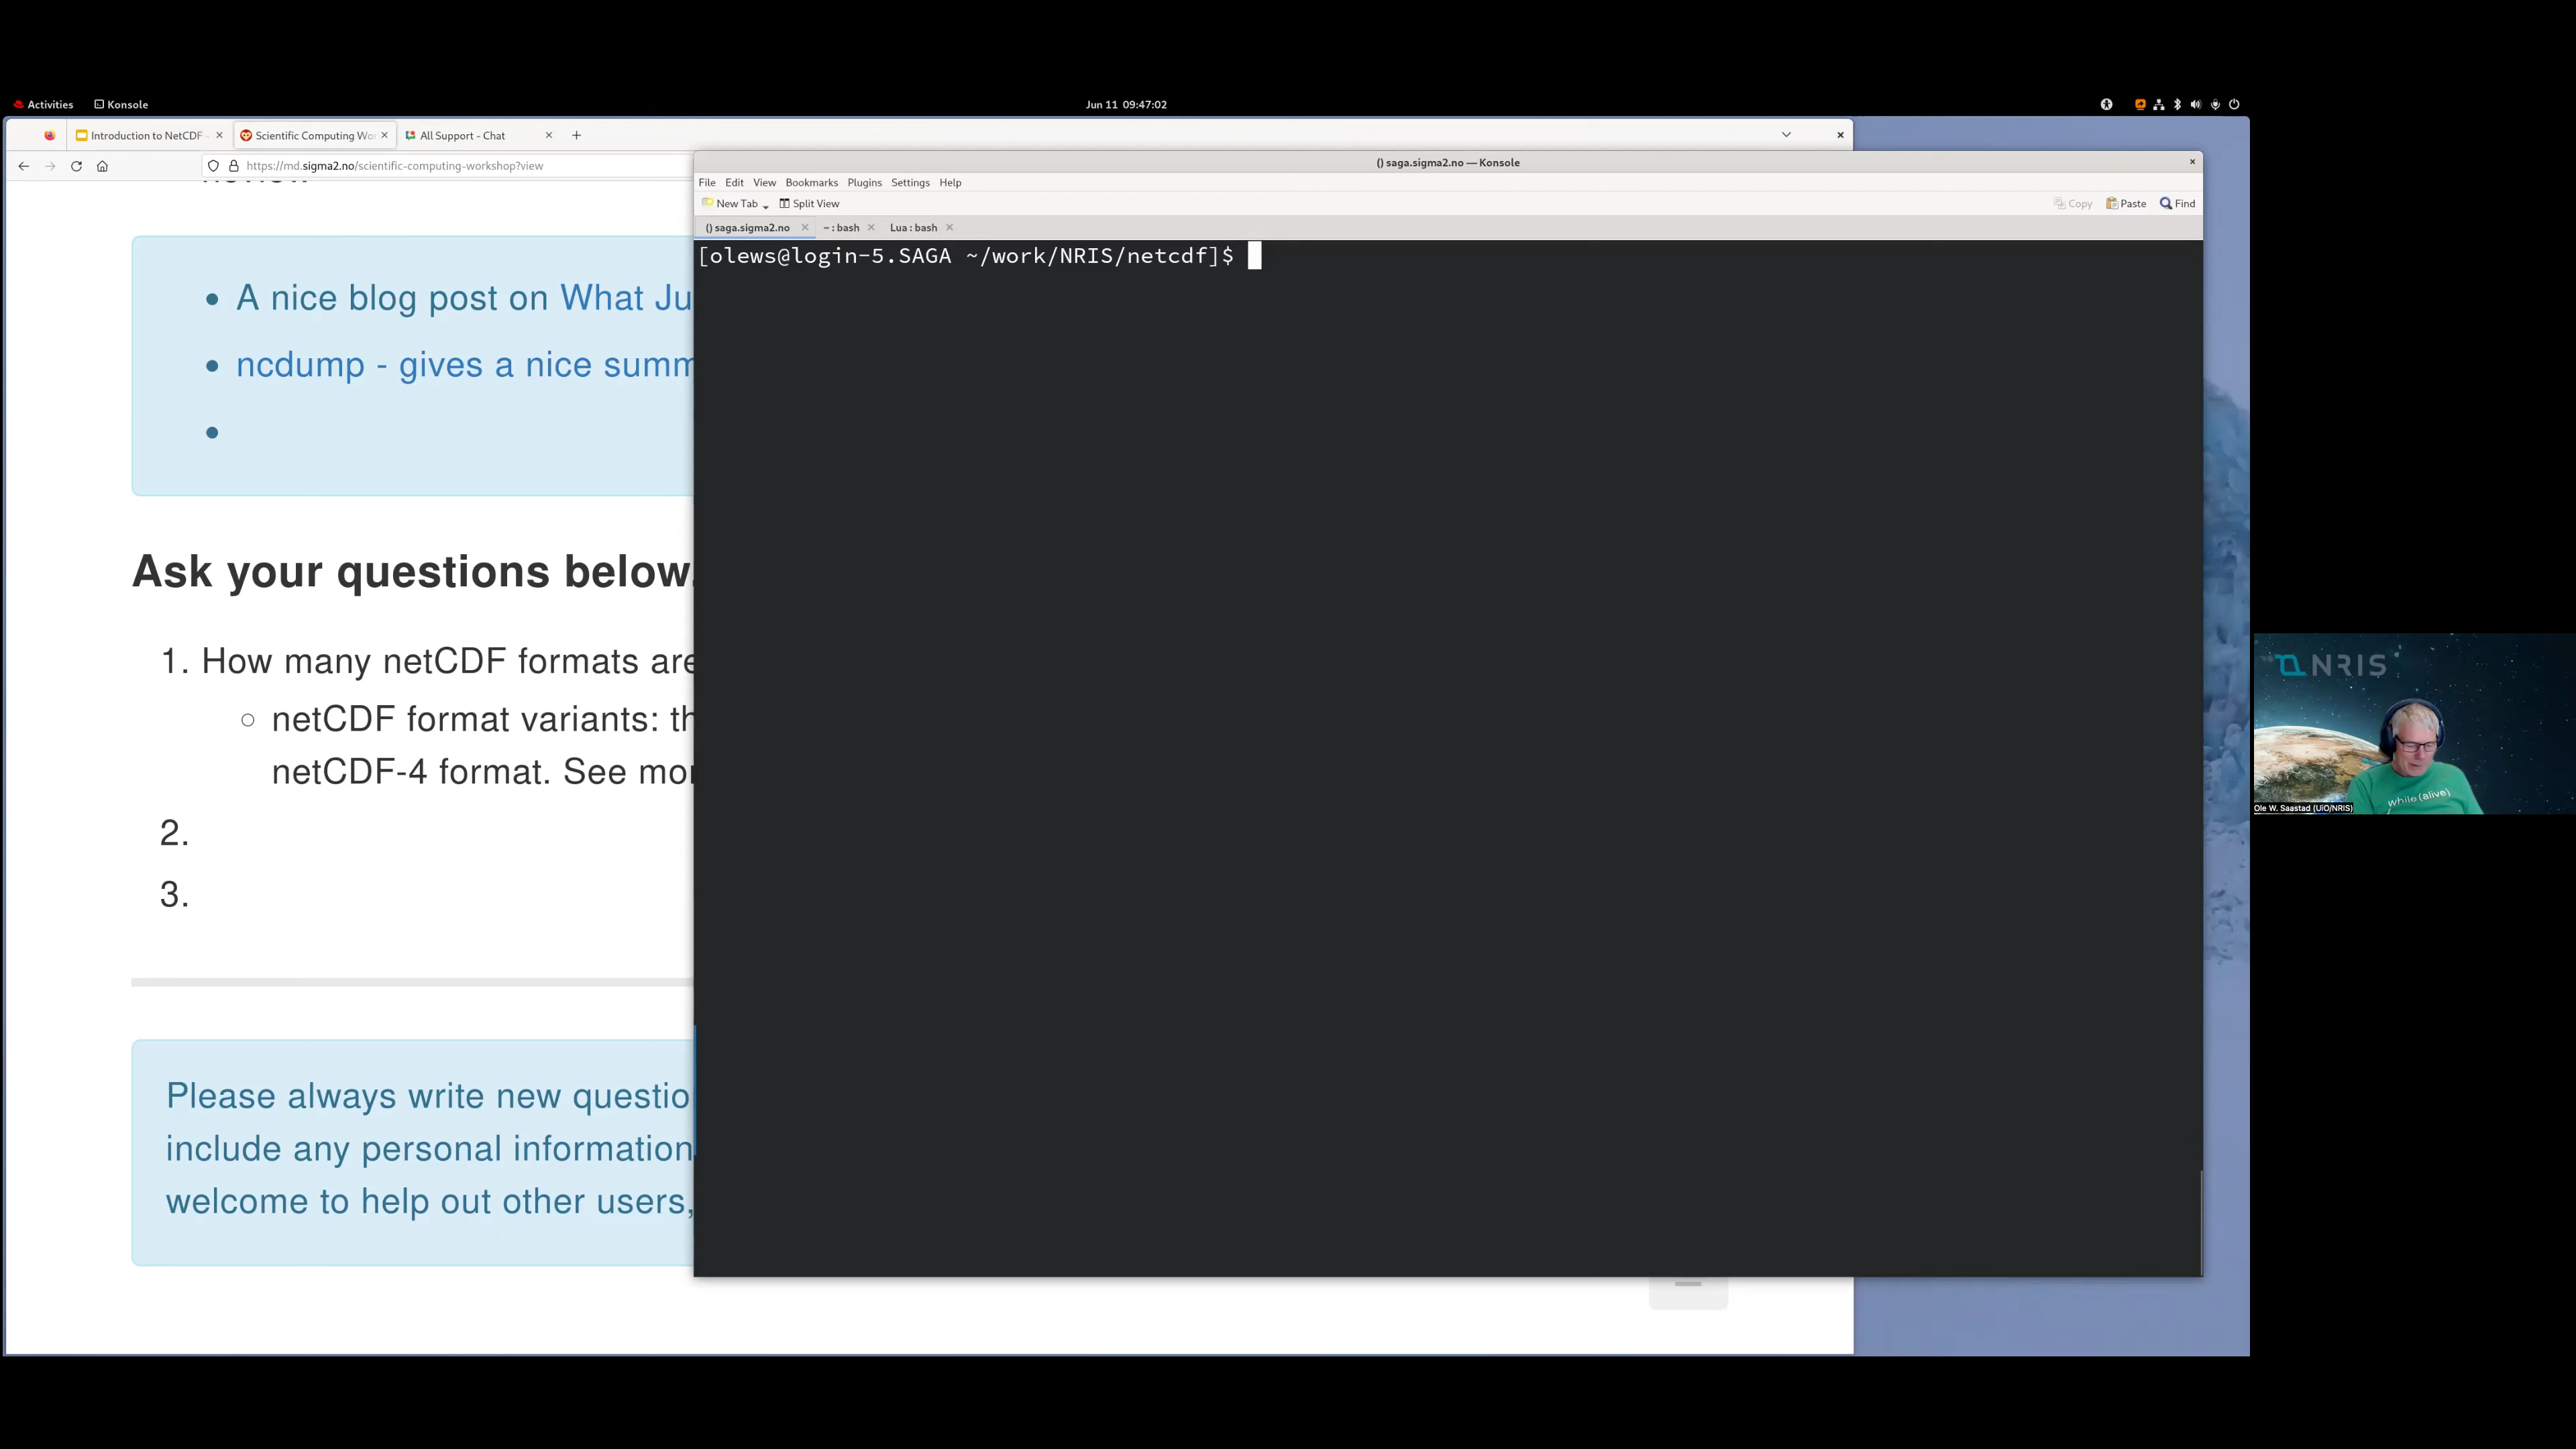 Activities
Konsole
Jun 11 09:47:02
Introduction to NetCDF -
Scientific Computing Wor
All Support - Chat
https://md.sigma2.no/scientific-computing-workshop?view
() saga.sigma2.no — Konsole
File Edit View Bookmarks Plugins Settings Help
New Tab
Split View
Copy
Paste
Find
() saga.sigma2.no
~ : bash
Lua : bash
[olews@login-5.SAGA ~/work/NRIS/netcdf]$
A nice blog post on What Ju
ncdump - gives a nice summ
Ask your questions below.
1. How many netCDF formats are
netCDF format variants: th
netCDF-4 format. See mor
2.
3.
Please always write new questio
include any personal information
welcome to help out other users,
NRIS
while (alive)
Ole W. Saastad (UiO/NRIS)